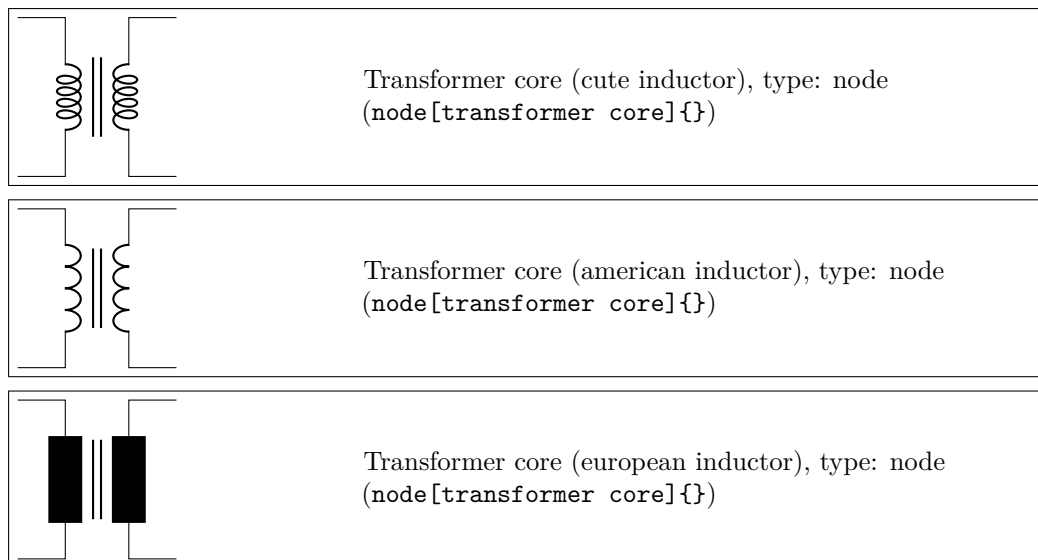 Transformer core (cute inductor), type: node
(node[transformer core]{})
Transformer core (american inductor), type: node
(node[transformer core]{})
Transformer core (european inductor), type: node
(node[transformer core]{})